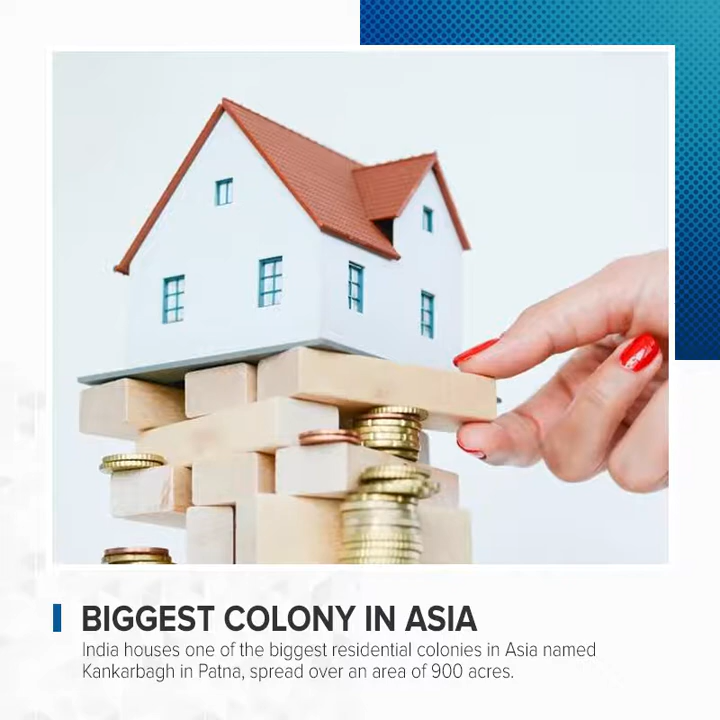 BIGGEST COLONY IN ASIA
India houses one of the biggest residential colonies in Asia named
Kankarbagh in Patna, spread over an area of 900 acres.